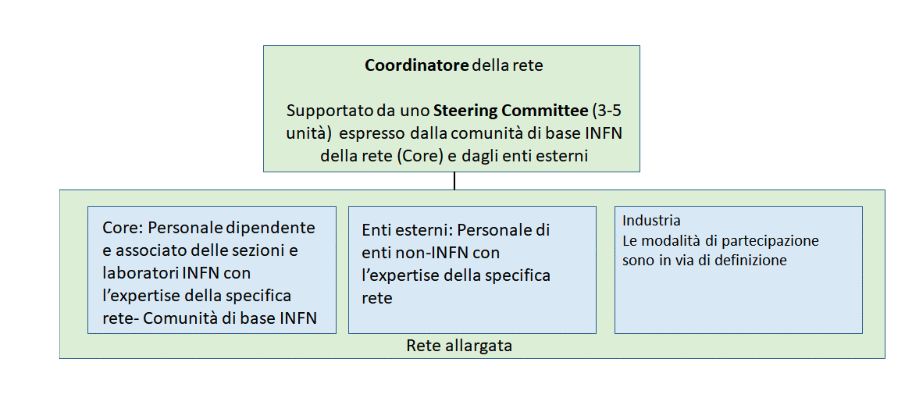 Coordinatore della rete
Supportato da uno Steering Committee (3-5
unità) espresso dalla comunità di base INFN
della rete (Core) e dagli enti esterni
Core: Personale dipendente
e associato delle sezioni e
laboratori INFN con
l’expertise della specifica
rete- Comunità di base INFN
Enti esterni: Personale di
enti non-INFN con
l’expertise della specifica
rete
Industria
Le modalità di partecipazione
sono in via di definizione
Rete allargata